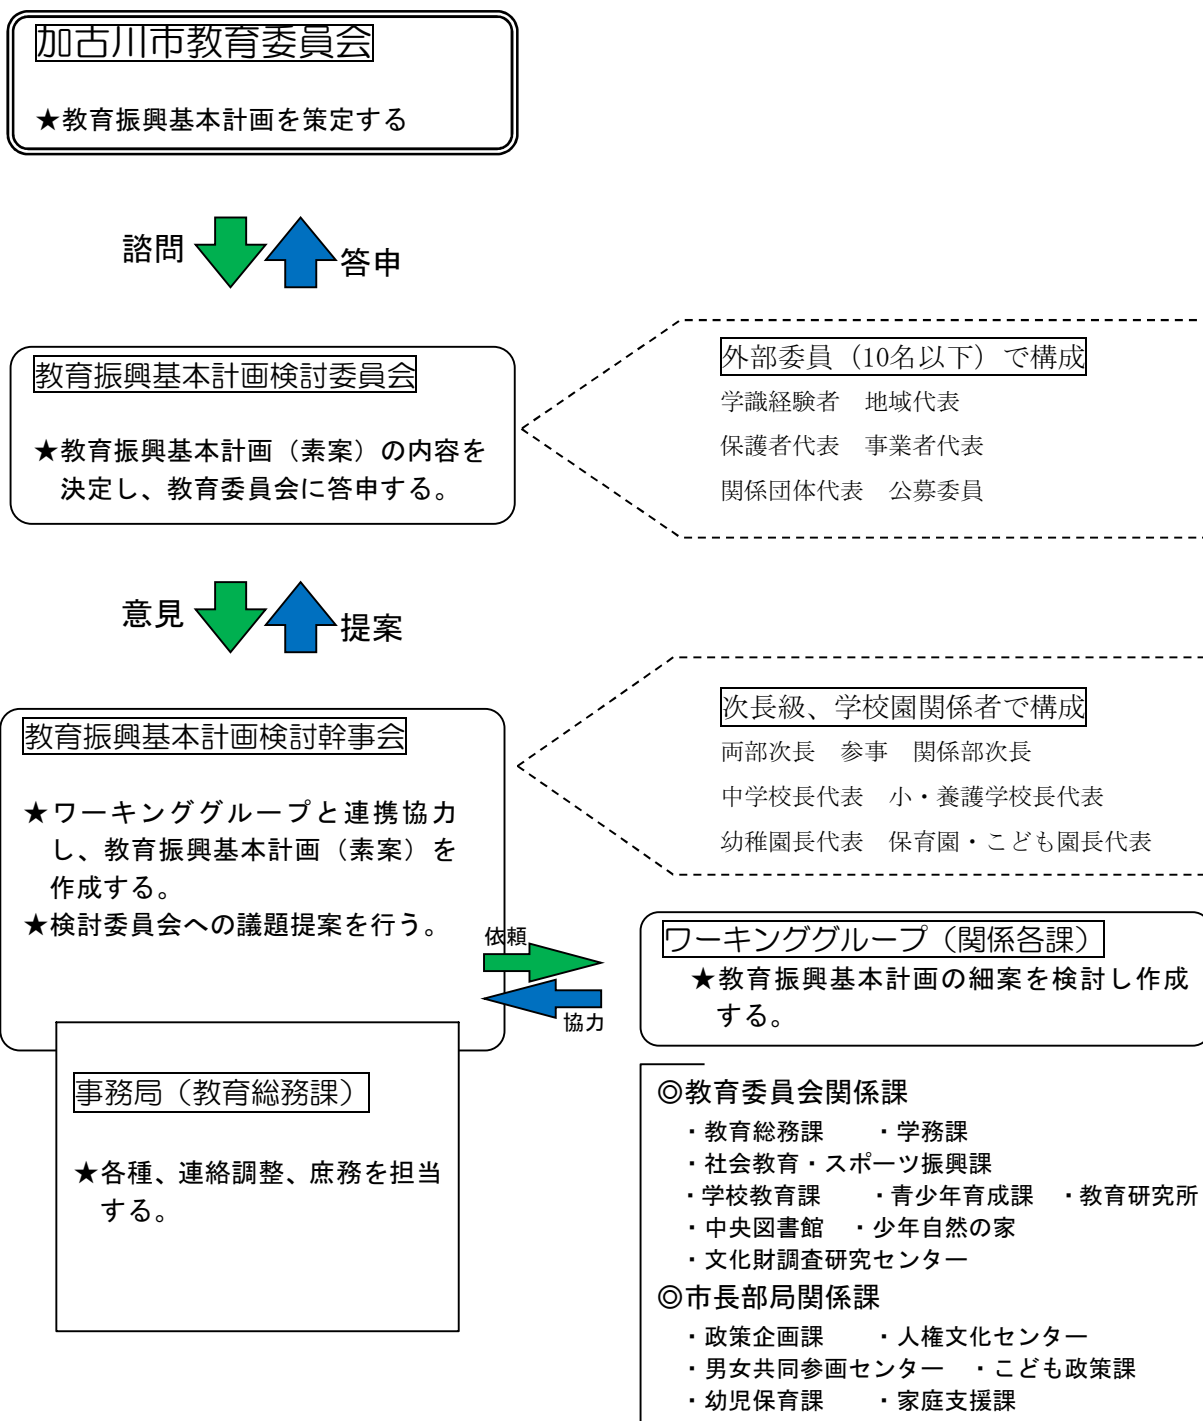 加古川市教育委員会
★教育振興基本計画を策定する
諮問
答申
教育振興基本計画検討委員会
★教育振興基本計画（素案）の内容を
決定し、教育委員会に答申する。
外部委員（10名以下）で構成
学識経験者　地域代表
保護者代表　事業者代表
関係団体代表　公募委員
意見
提案
教育振興基本計画検討幹事会
★ワーキンググループと連携協力
し、教育振興基本計画（素案）を
作成する。
★検討委員会への議題提案を行う。
次長級、学校園関係者で構成
両部次長　参事　関係部次長
中学校長代表　小・養護学校長代表
幼稚園長代表　保育園・こども園長代表
依頼
協力
ワーキンググループ（関係各課）
★教育振興基本計画の細案を検討し作成
する。
事務局（教育総務課）
★各種、連絡調整、庶務を担当
する。
◎教育委員会関係課
・教育総務課　　・学務課
・社会教育・スポーツ振興課
・学校教育課　　・青少年育成課　・教育研究所
・中央図書館　・少年自然の家
・文化財調査研究センター
◎市長部局関係課
・政策企画課　　・人権文化センター
・男女共同参画センター　・こども政策課
・幼児保育課　　・家庭支援課